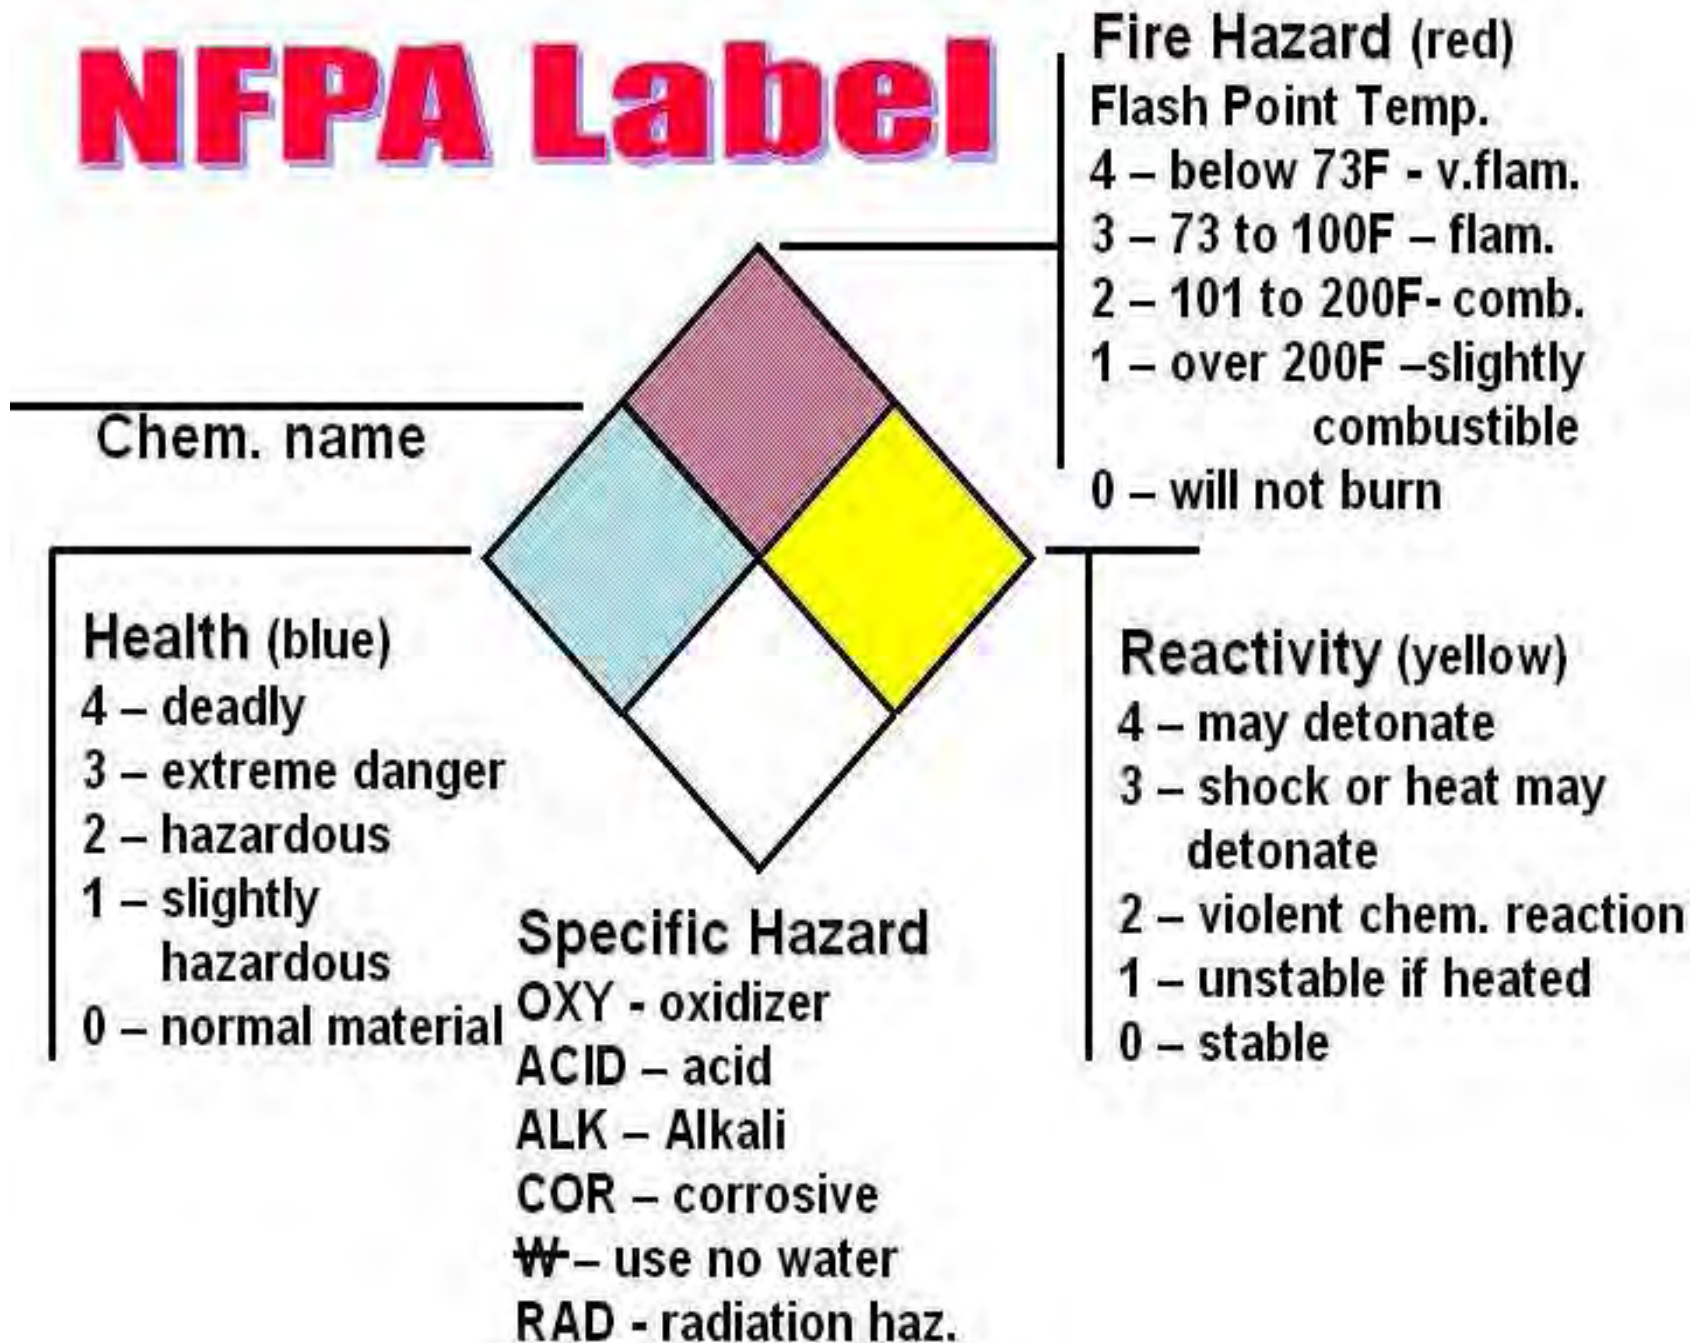 NFPA Label
Fire Hazard (red)
Flash Point Temp.
4 – below 73F - v.flam.
3 – 73 to 100F – flam.
2 – 101 to 200F- comb.
1 – over 200F –slightly
combustible
0 – will not burn
Chem. name
Health (blue)
4 – deadly
3 – extreme danger
2 – hazardous
1 – slightly
hazardous
0 – normal material
Reactivity (yellow)
4 – may detonate
3 – shock or heat may
detonate
2 – violent chem. reaction
1 – unstable if heated
0 – stable
Specific Hazard
OXY - oxidizer
ACID – acid
ALK – Alkali
COR – corrosive
W – use no water
RAD - radiation haz.